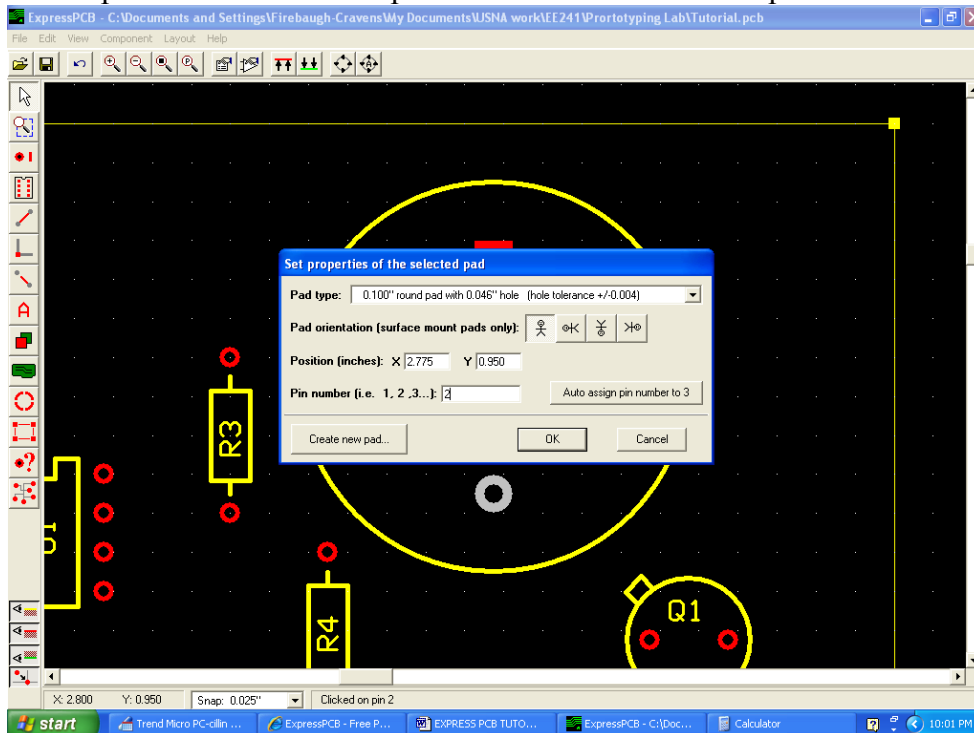 ExpressPCB - C:\Documents and Settings\Firebaugh-Cravens\My Documents\USNA work\EE241\Prortotyping Lab\Tutorial.pcb
File Edit View Component Layout Help
Set properties of the selected pad
Pad type: 0.100" round pad with 0.046" hole (hole tolerance +/-0.004)
Pad orientation (surface mount pads only):
Position (inches): X 2.775 Y 0.950
Pin number (i.e. 1, 2 ,3...): 2 Auto assign pin number to 3
Create new pad... OK Cancel
R3
R4
Q1
X: 2.800 Y: 0.950 Snap: 0.025" Clicked on pin 2
start Trend Micro PC-cillin ... ExpressPCB - Free P... EXPRESS PCB TUTO... ExpressPCB - C:\Doc... Calculator 10:01 PM